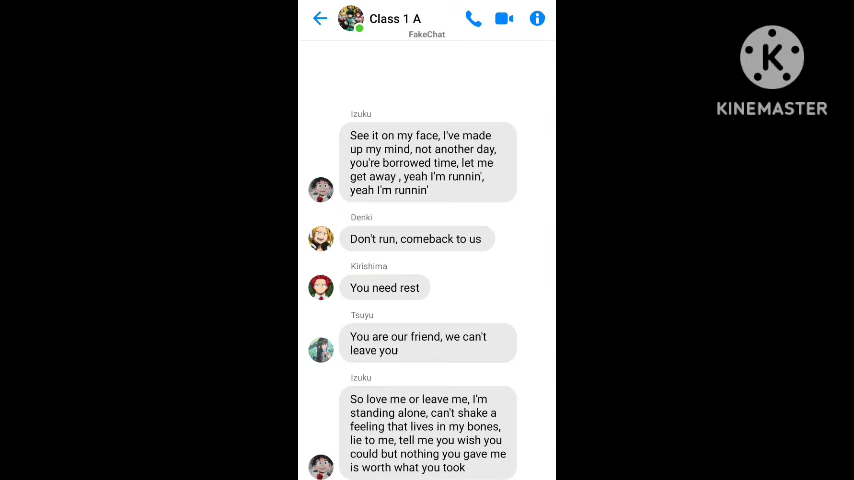 Class 1 A
FakeChat
KINEMASTER
Izuku
See it on my face, I've made
up my mind, not another day,
you're borrowed time, let me
get away , yeah I'm runnin',
yeah I'm runnin'
Denki
Don't run, comeback to us
Kirishima
You need rest
Tsuyu
You are our friend, we can't
leave you
Izuku
So love me or leave me, I'm
standing alone, can't shake a
feeling that lives in my bones,
lie to me, tell me you wish you
could but nothing you gave me
is worth what you took